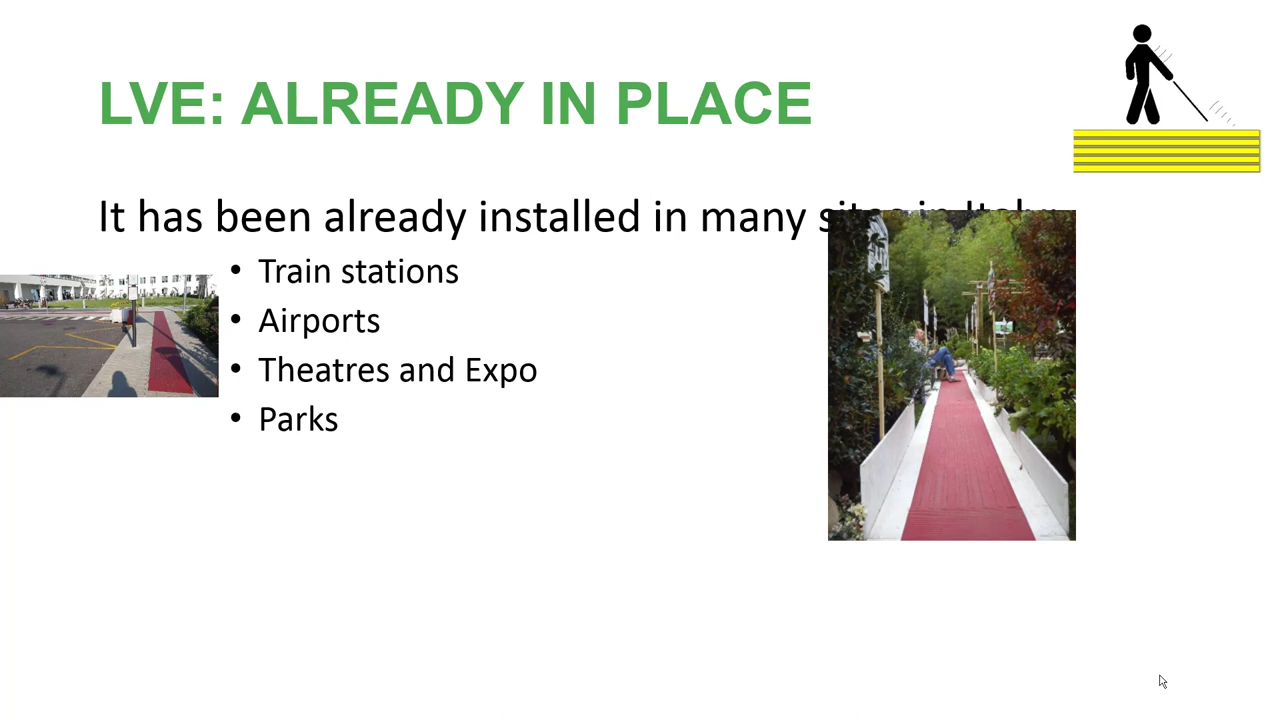 LVE: ALREADY IN PLACE
It has been already installed in many sites in Italy:
• Train stations
• Airports
• Theatres and Expo
• Parks